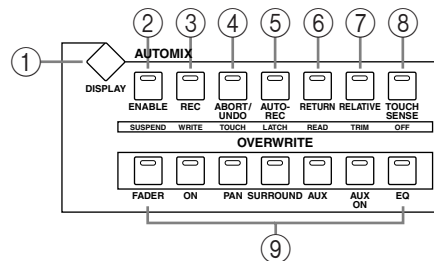 ② ③ ④ ⑤ ⑥ ⑦ ⑧
①
AUTOMIX
DISPLAY
ENABLE REC ABORT/ UNDO AUTO- REC RETURN RELATIVE TOUCH SENSE
SUSPEND WRITE TOUCH LATCH READ TRIM OFF
OVERWRITE
FADER ON PAN SURROUND AUX AUX ON EQ
⑨